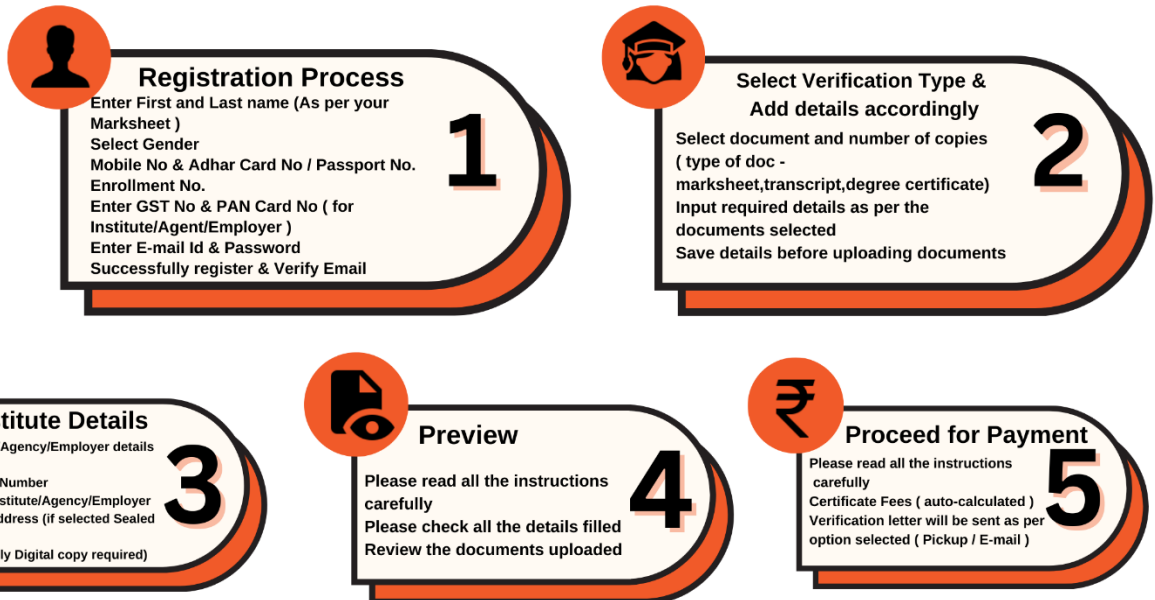 Registration Process
Enter First and Last name (As per your
Marksheet )
Select Gender
Mobile No & Adhar Card No / Passport No.
Enrollment No.
Enter GST No & PAN Card No ( for
Institute/Agent/Employer )
Enter E-mail Id & Password
Successfully register & Verify Email
1
Select Verification Type &
Add details accordingly
Select document and number of copies
( type of doc -
marksheet,transcript,degree certificate)
Input required details as per the
documents selected
Save details before uploading documents
2
Details
/Agency/Employer details
Number
/Agency/Employer
(if selected Sealed
Digital copy required)
3
Preview
Please read all the instructions
carefully
Please check all the details filled
Review the documents uploaded
4
₹
Proceed for Payment
Please read all the instructions
carefully
Certificate Fees ( auto-calculated )
Verification letter will be sent as per
option selected ( Pickup / E-mail )
5